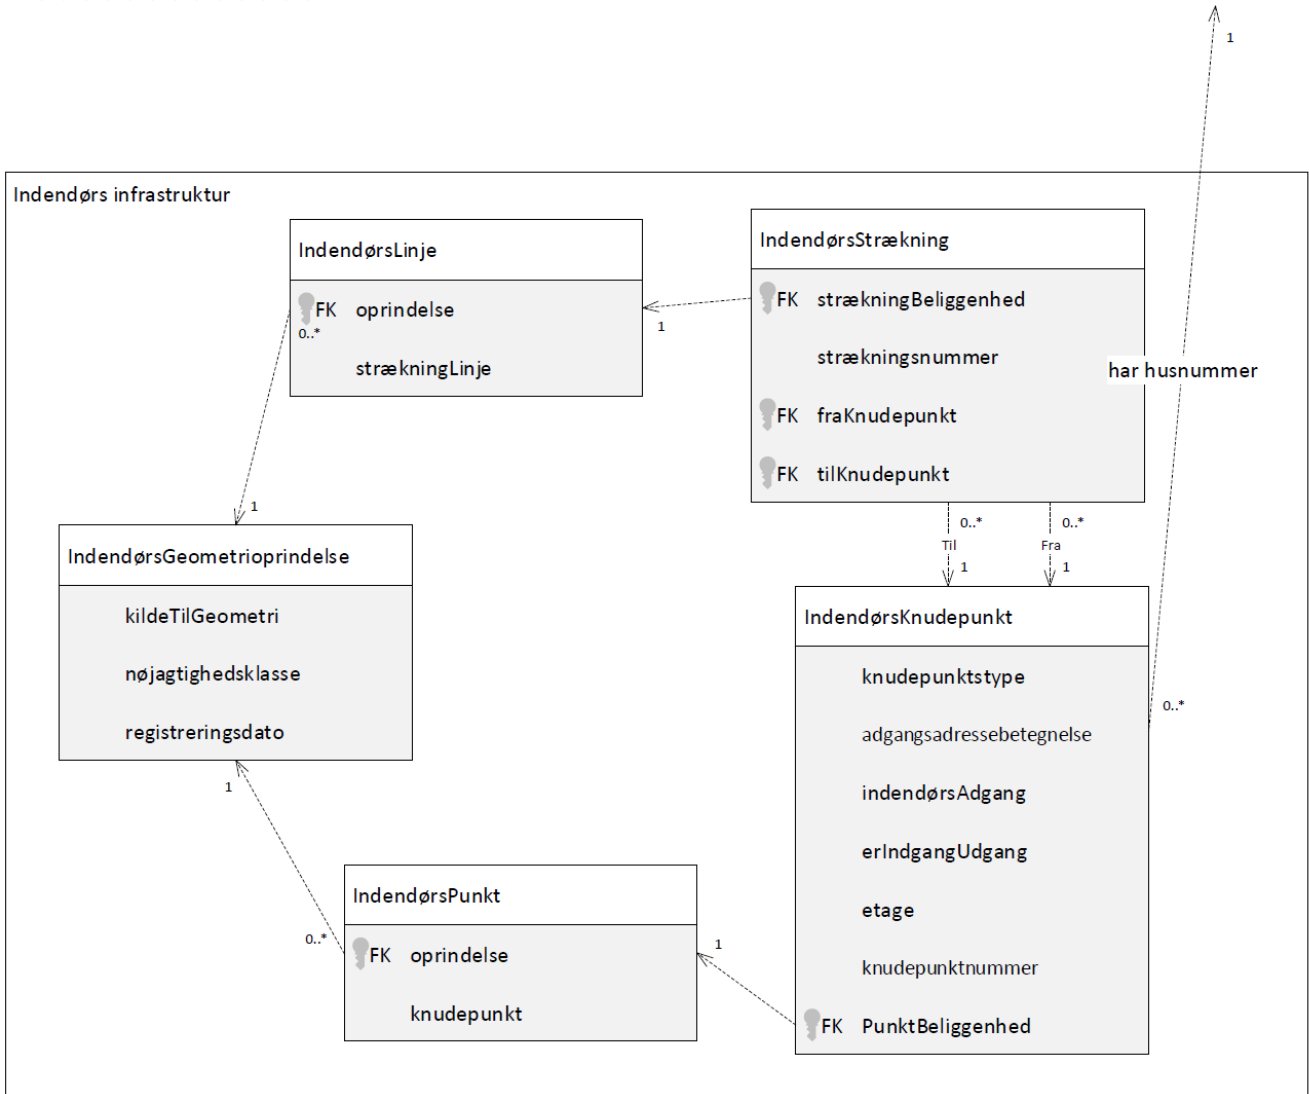 1
Indendørs infrastruktur
IndendørsLinje
FK oprindelse
0..*
strækningLinje
IndendørsStrækning
FK strækningBeliggenhed
strækningsnummer
FK fraKnudepunkt
FK tilKnudepunkt
1
har husnummer
0..*
0..*
Til
Fra
1
1
1
IndendørsGeometrioprindelse
kildeTilGeometri
nøjagtighedsklasse
registreringsdato
1
IndendørsKnudepunkt
knudepunktstype
adgangsadressebetegnelse
indendørsAdgang
erIndgangUdgang
etage
knudepunktnummer
FK PunktBeliggenhed
0..*
IndendørsPunkt
FK oprindelse
knudepunkt
0..*
1